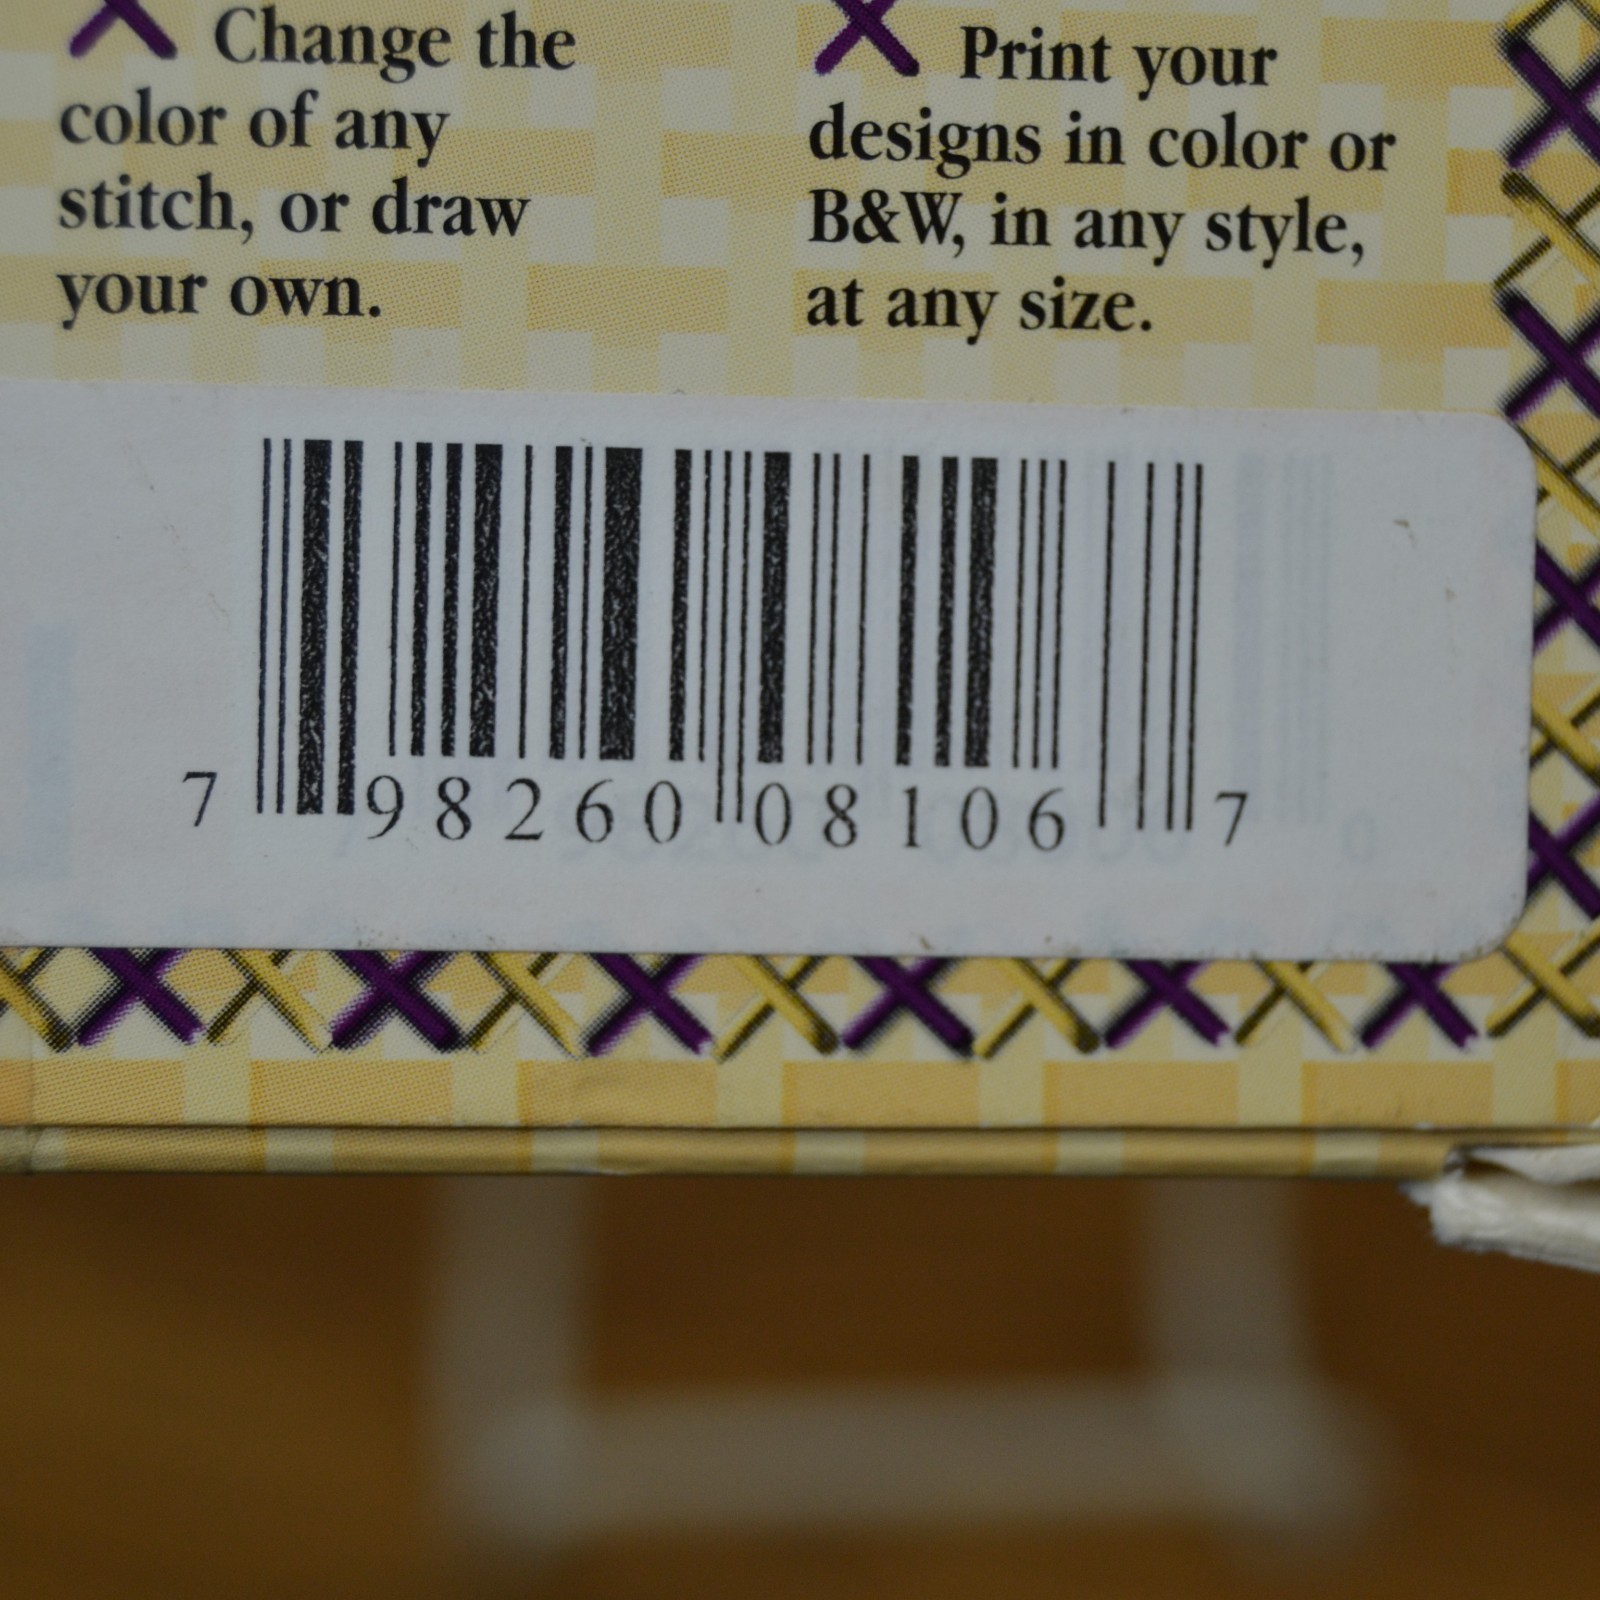 Change the
color of any
stitch, or draw
your own.
Print your
designs in color or
B&W, in any style,
at any size.
7 98260 08106 7